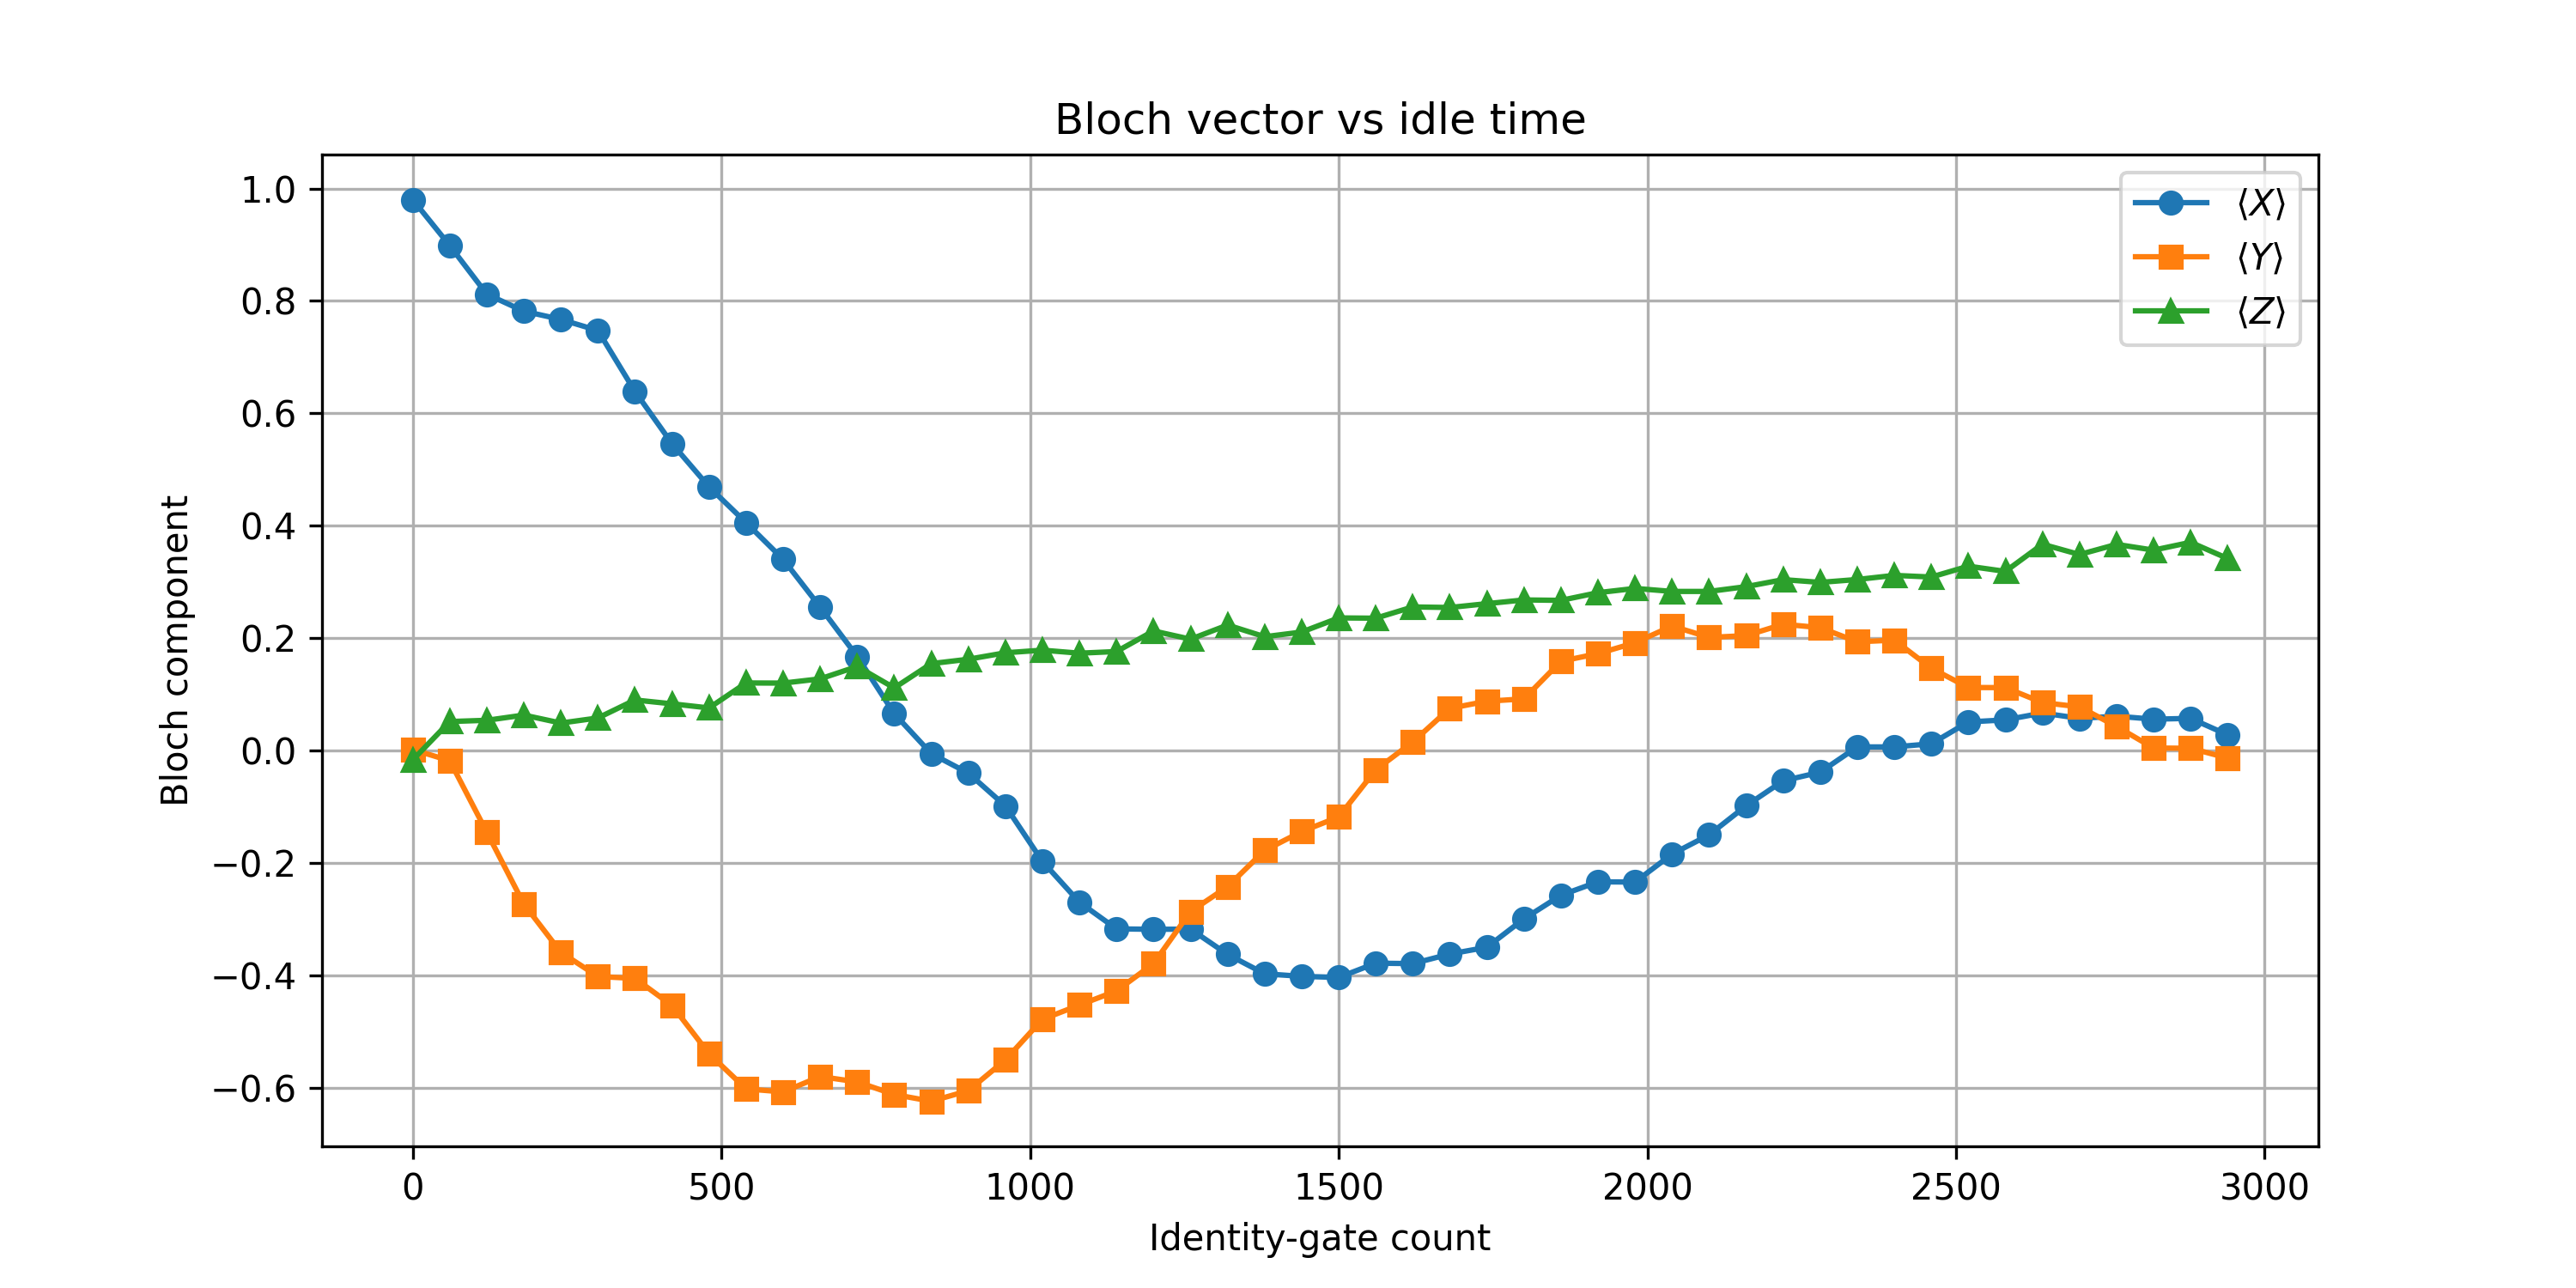 Bloch vector vs idle time
⟨X⟩
⟨Y⟩
⟨Z⟩
Bloch component
1.0
0.8
0.6
0.4
0.2
0.0
−0.2
−0.4
−0.6
0 500 1000 1500 2000 2500 3000
Identity-gate count